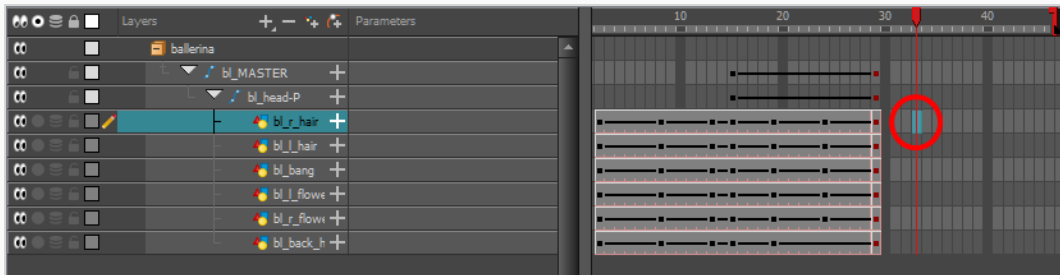 Layers Parameters 10 20 30 40
ballerina
bl_MASTER
bl_head-P
bl_r_hair
bl_l_hair
bl_bang
bl_l_flowe
bl_r_flowe
bl_back_h